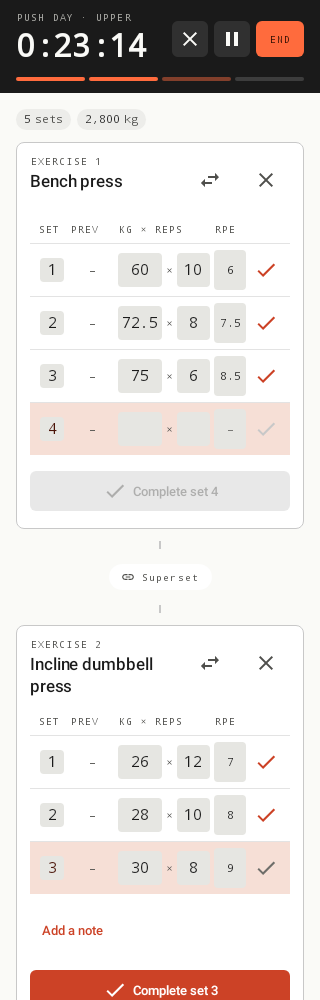 PUSH DAY · UPPER
0:23:14
END
5 sets
2,800 kg
EXERCISE 1
Bench press
SET PREV KG × REPS RPE
1 – 60 × 10 6
2 – 72.5 × 8 7.5
3 – 75 × 6 8.5
4 – × –
Complete set 4
Superset
EXERCISE 2
Incline dumbbell
press
SET PREV KG × REPS RPE
1 – 26 × 12 7
2 – 28 × 10 8
3 – 30 × 8 9
Add a note
Complete set 3